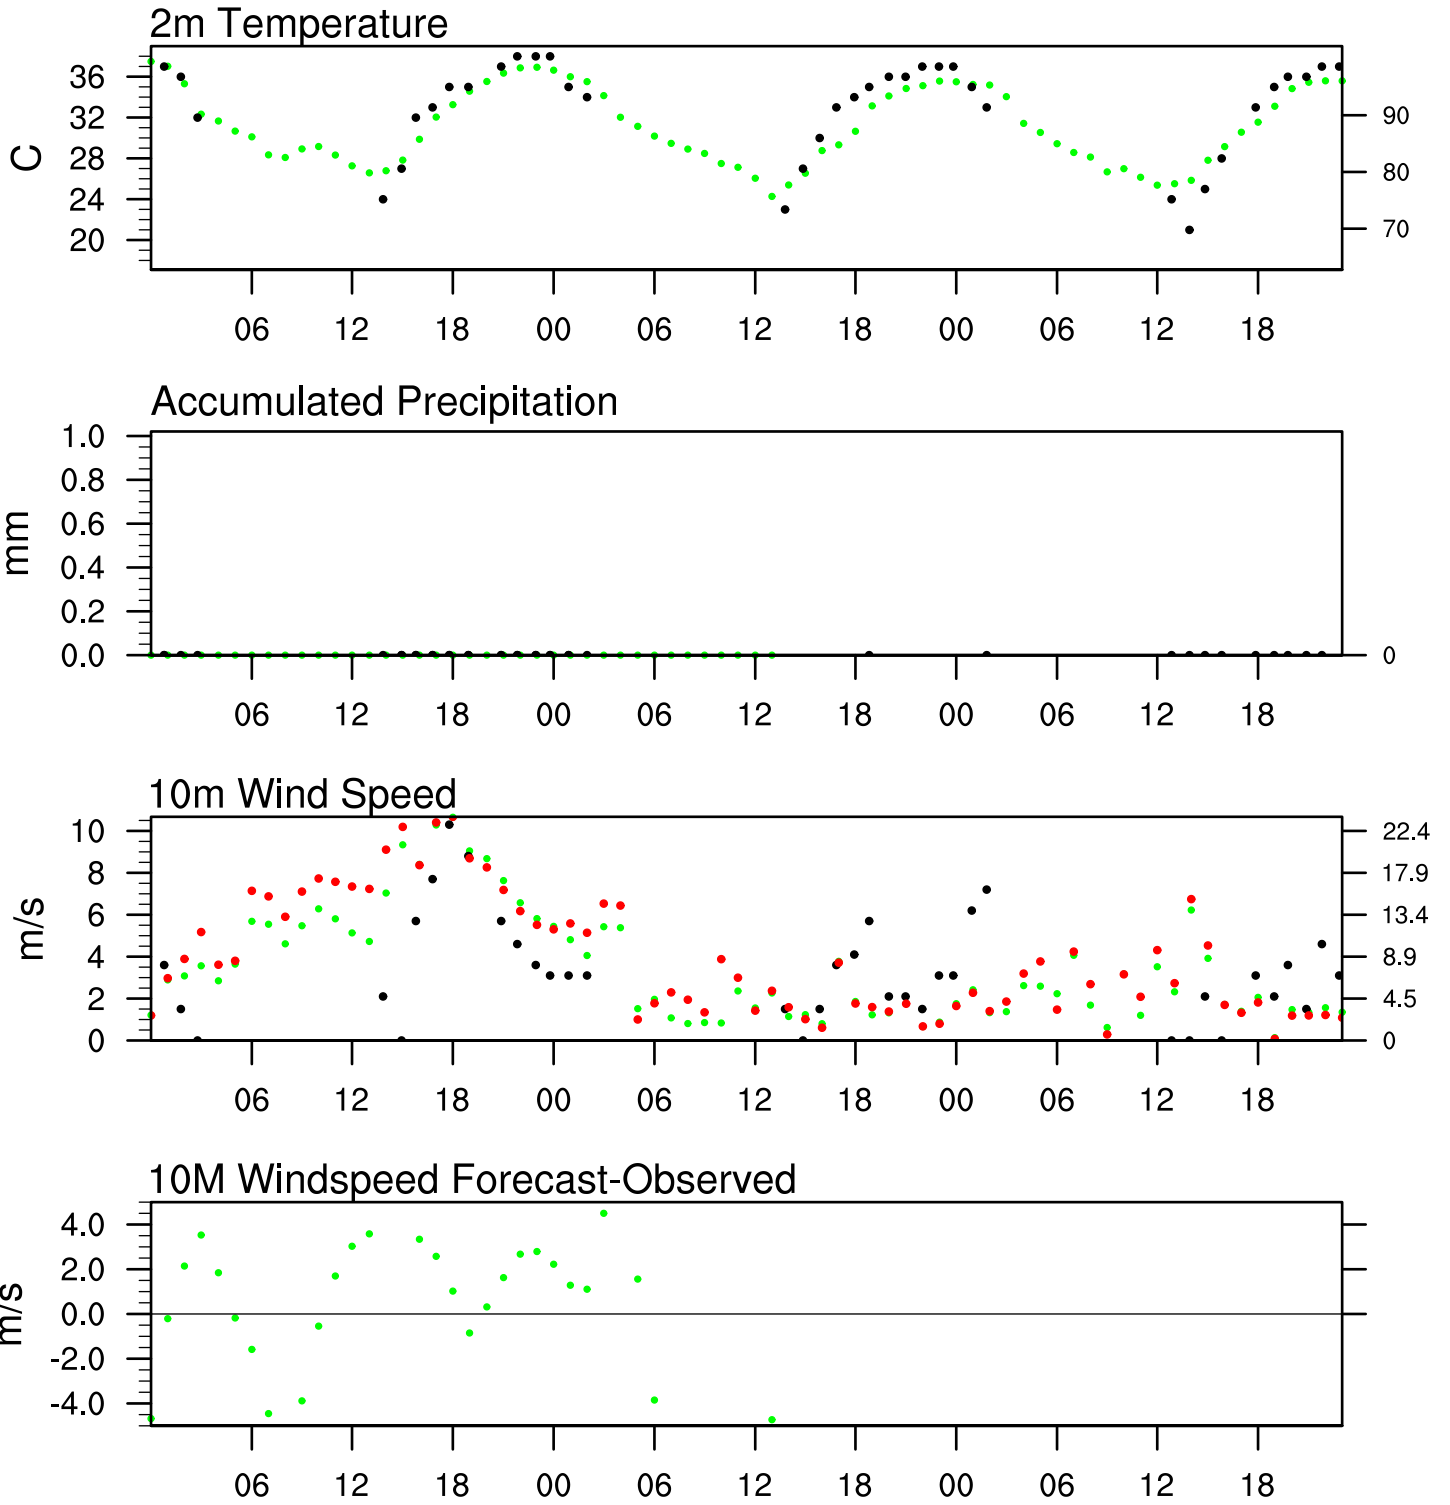 2m Temperature
C
36
32
28
24
20
90
80
70
06 12 18 00 06 12 18 00 06 12 18
Accumulated Precipitation
mm
1.0
0.8
0.6
0.4
0.2
0.0
0
06 12 18 00 06 12 18 00 06 12 18
10m Wind Speed
m/s
10
8
6
4
2
0
22.4
17.9
13.4
8.9
4.5
0
06 12 18 00 06 12 18 00 06 12 18
10M Windspeed Forecast-Observed
m/s
4.0
2.0
0.0
-2.0
-4.0
06 12 18 00 06 12 18 00 06 12 18